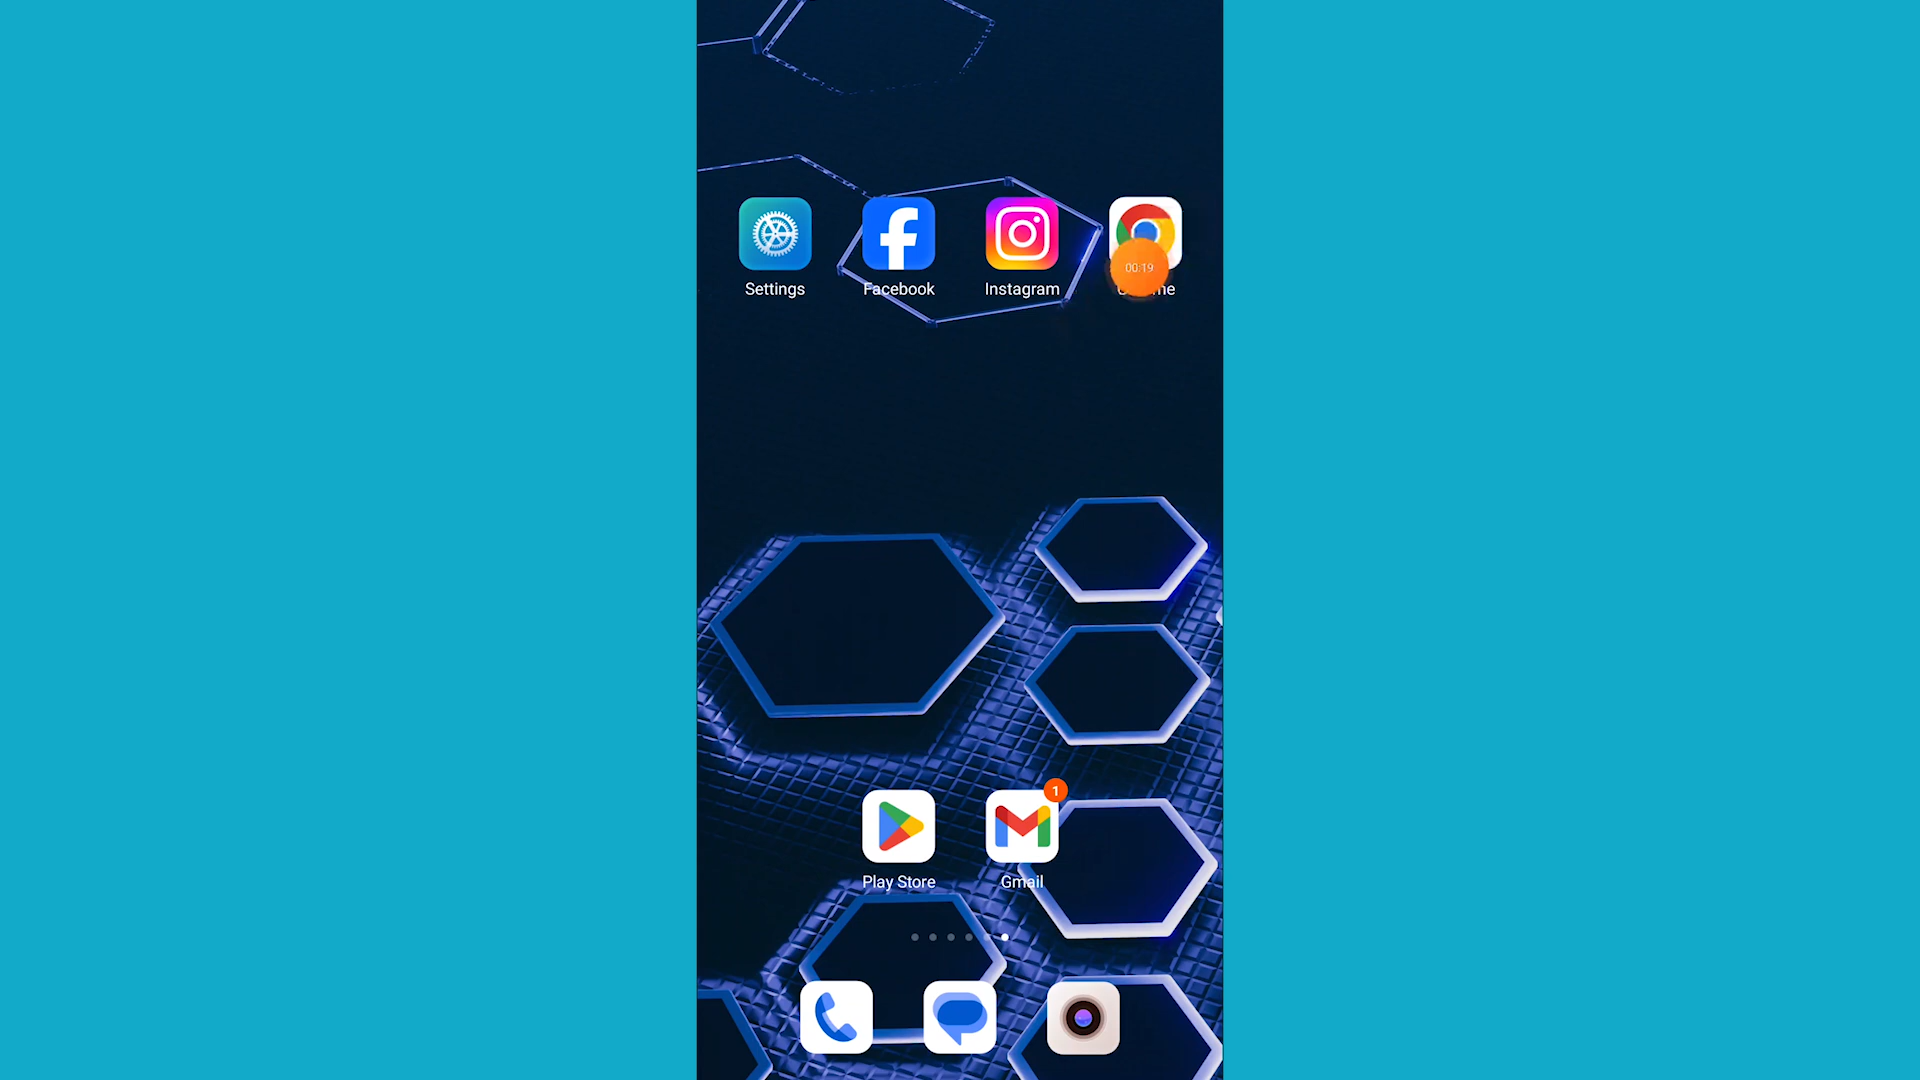 Settings
Facebook
Instagram
00:19
1
Play Store
Gmail